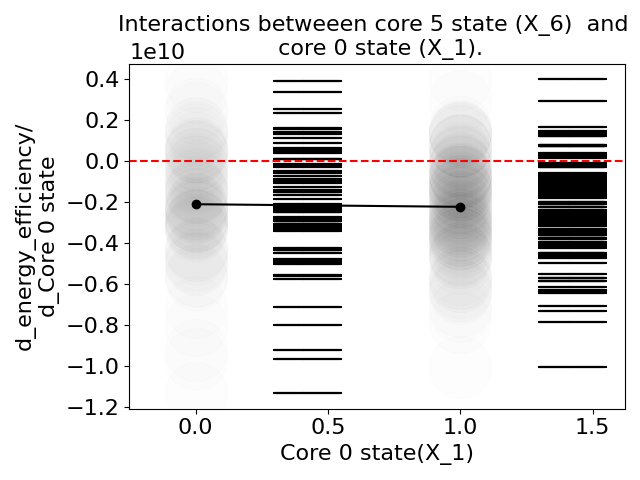 Interactions betweeen core 5 state (X_6)  and
core 0 state (X_1).
1e10
0.4
0.2
0.0
−0.2
−0.4
−0.6
−0.8
−1.0
−1.2
d_energy_efficiency/
d_Core 0 state
0.0 0.5 1.0 1.5
Core 0 state(X_1)